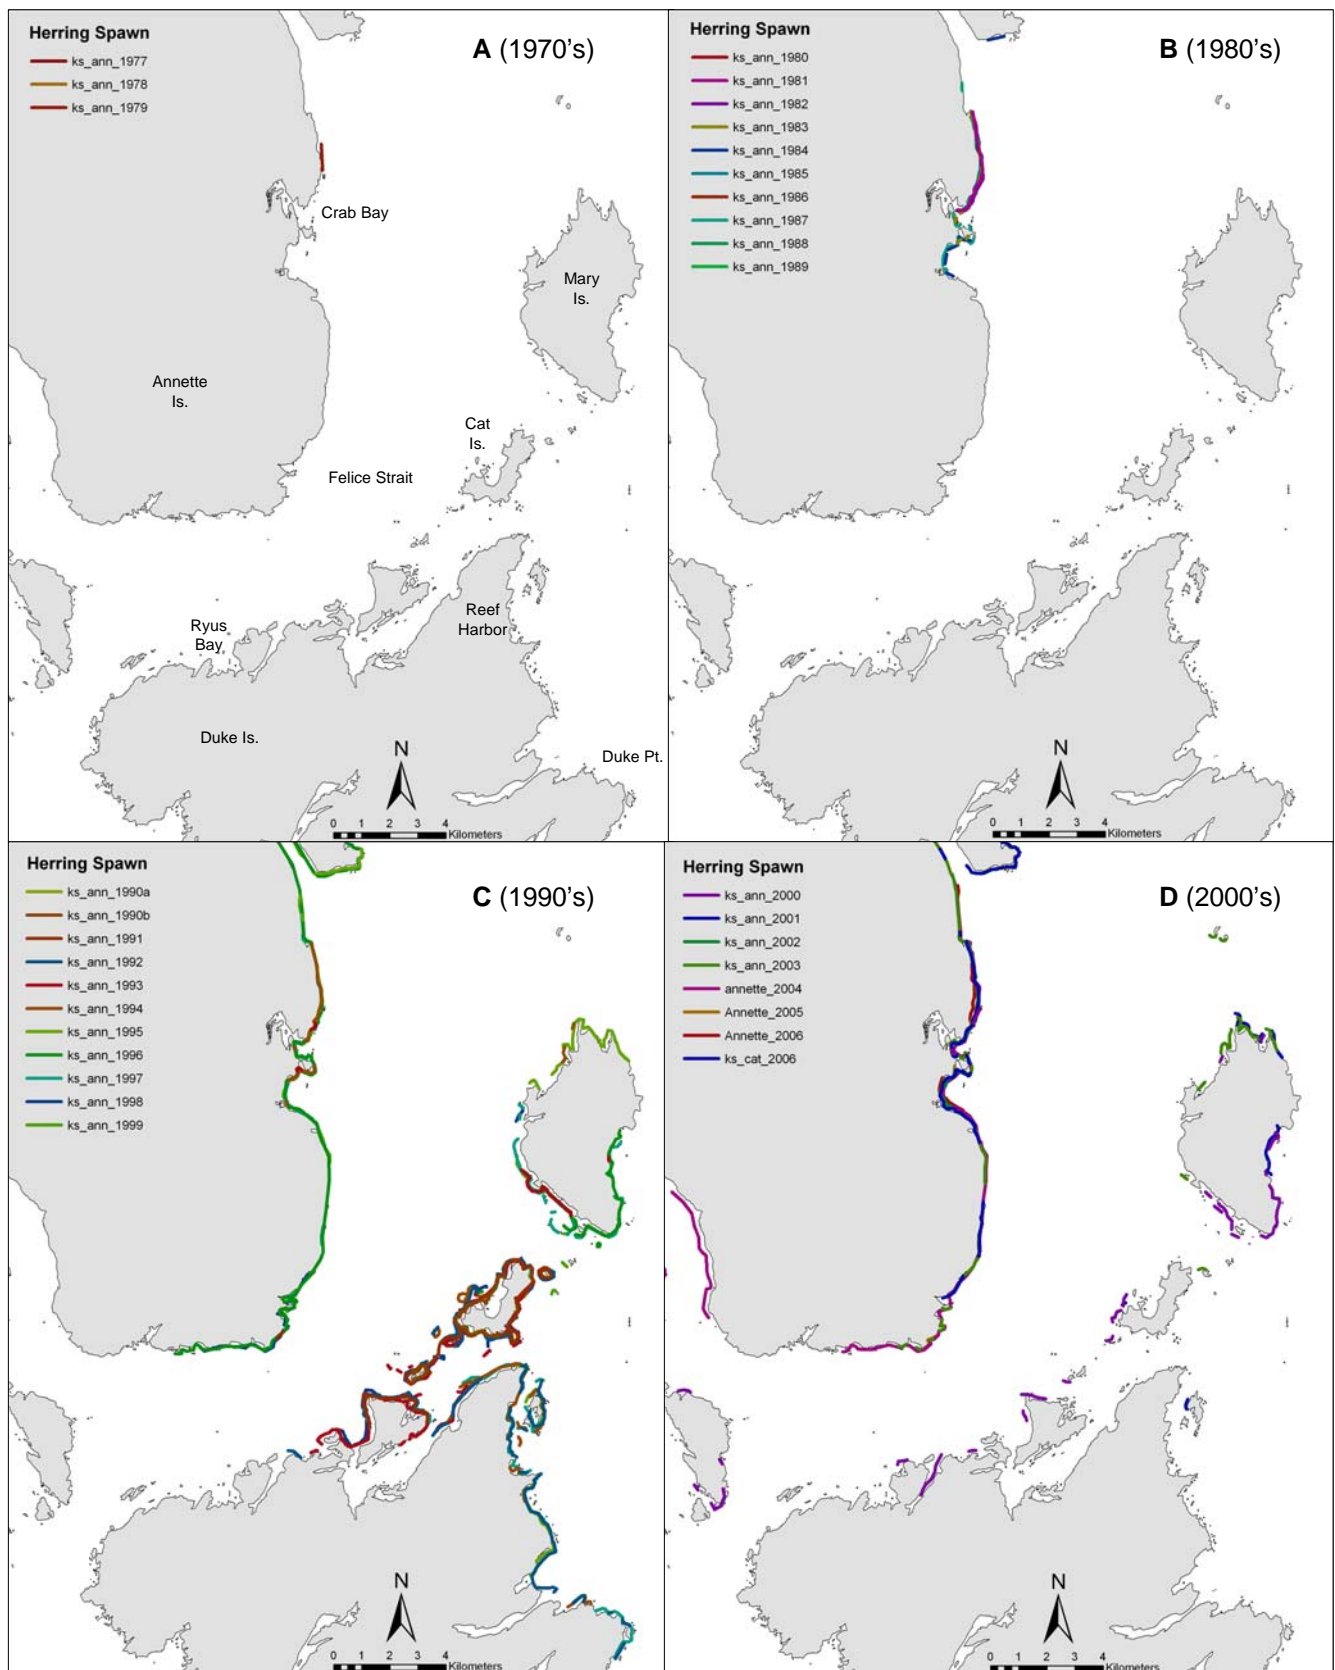 Herring Spawn
A (1970's)
ks_ann_1977
ks_ann_1978
ks_ann_1979
Crab Bay
Mary
Is.
Annette
Is.
Cat
Is.
Felice Strait
Reef
Harbor
Ryus
Bay
Duke Is.
Duke Pt.
N
0 1 2 3 4
Kilometers
Herring Spawn
B (1980's)
ks_ann_1980
ks_ann_1981
ks_ann_1982
ks_ann_1983
ks_ann_1984
ks_ann_1985
ks_ann_1986
ks_ann_1987
ks_ann_1988
ks_ann_1989
N
0 1 2 3 4
Kilometers
Herring Spawn
C (1990's)
ks_ann_1990a
ks_ann_1990b
ks_ann_1991
ks_ann_1992
ks_ann_1993
ks_ann_1994
ks_ann_1995
ks_ann_1996
ks_ann_1997
ks_ann_1998
ks_ann_1999
N
0 1 2 3 4
Kilometers
Herring Spawn
D (2000's)
ks_ann_2000
ks_ann_2001
ks_ann_2002
ks_ann_2003
annette_2004
Annette_2005
Annette_2006
ks_cat_2006
N
0 1 2 3 4
Kilometers